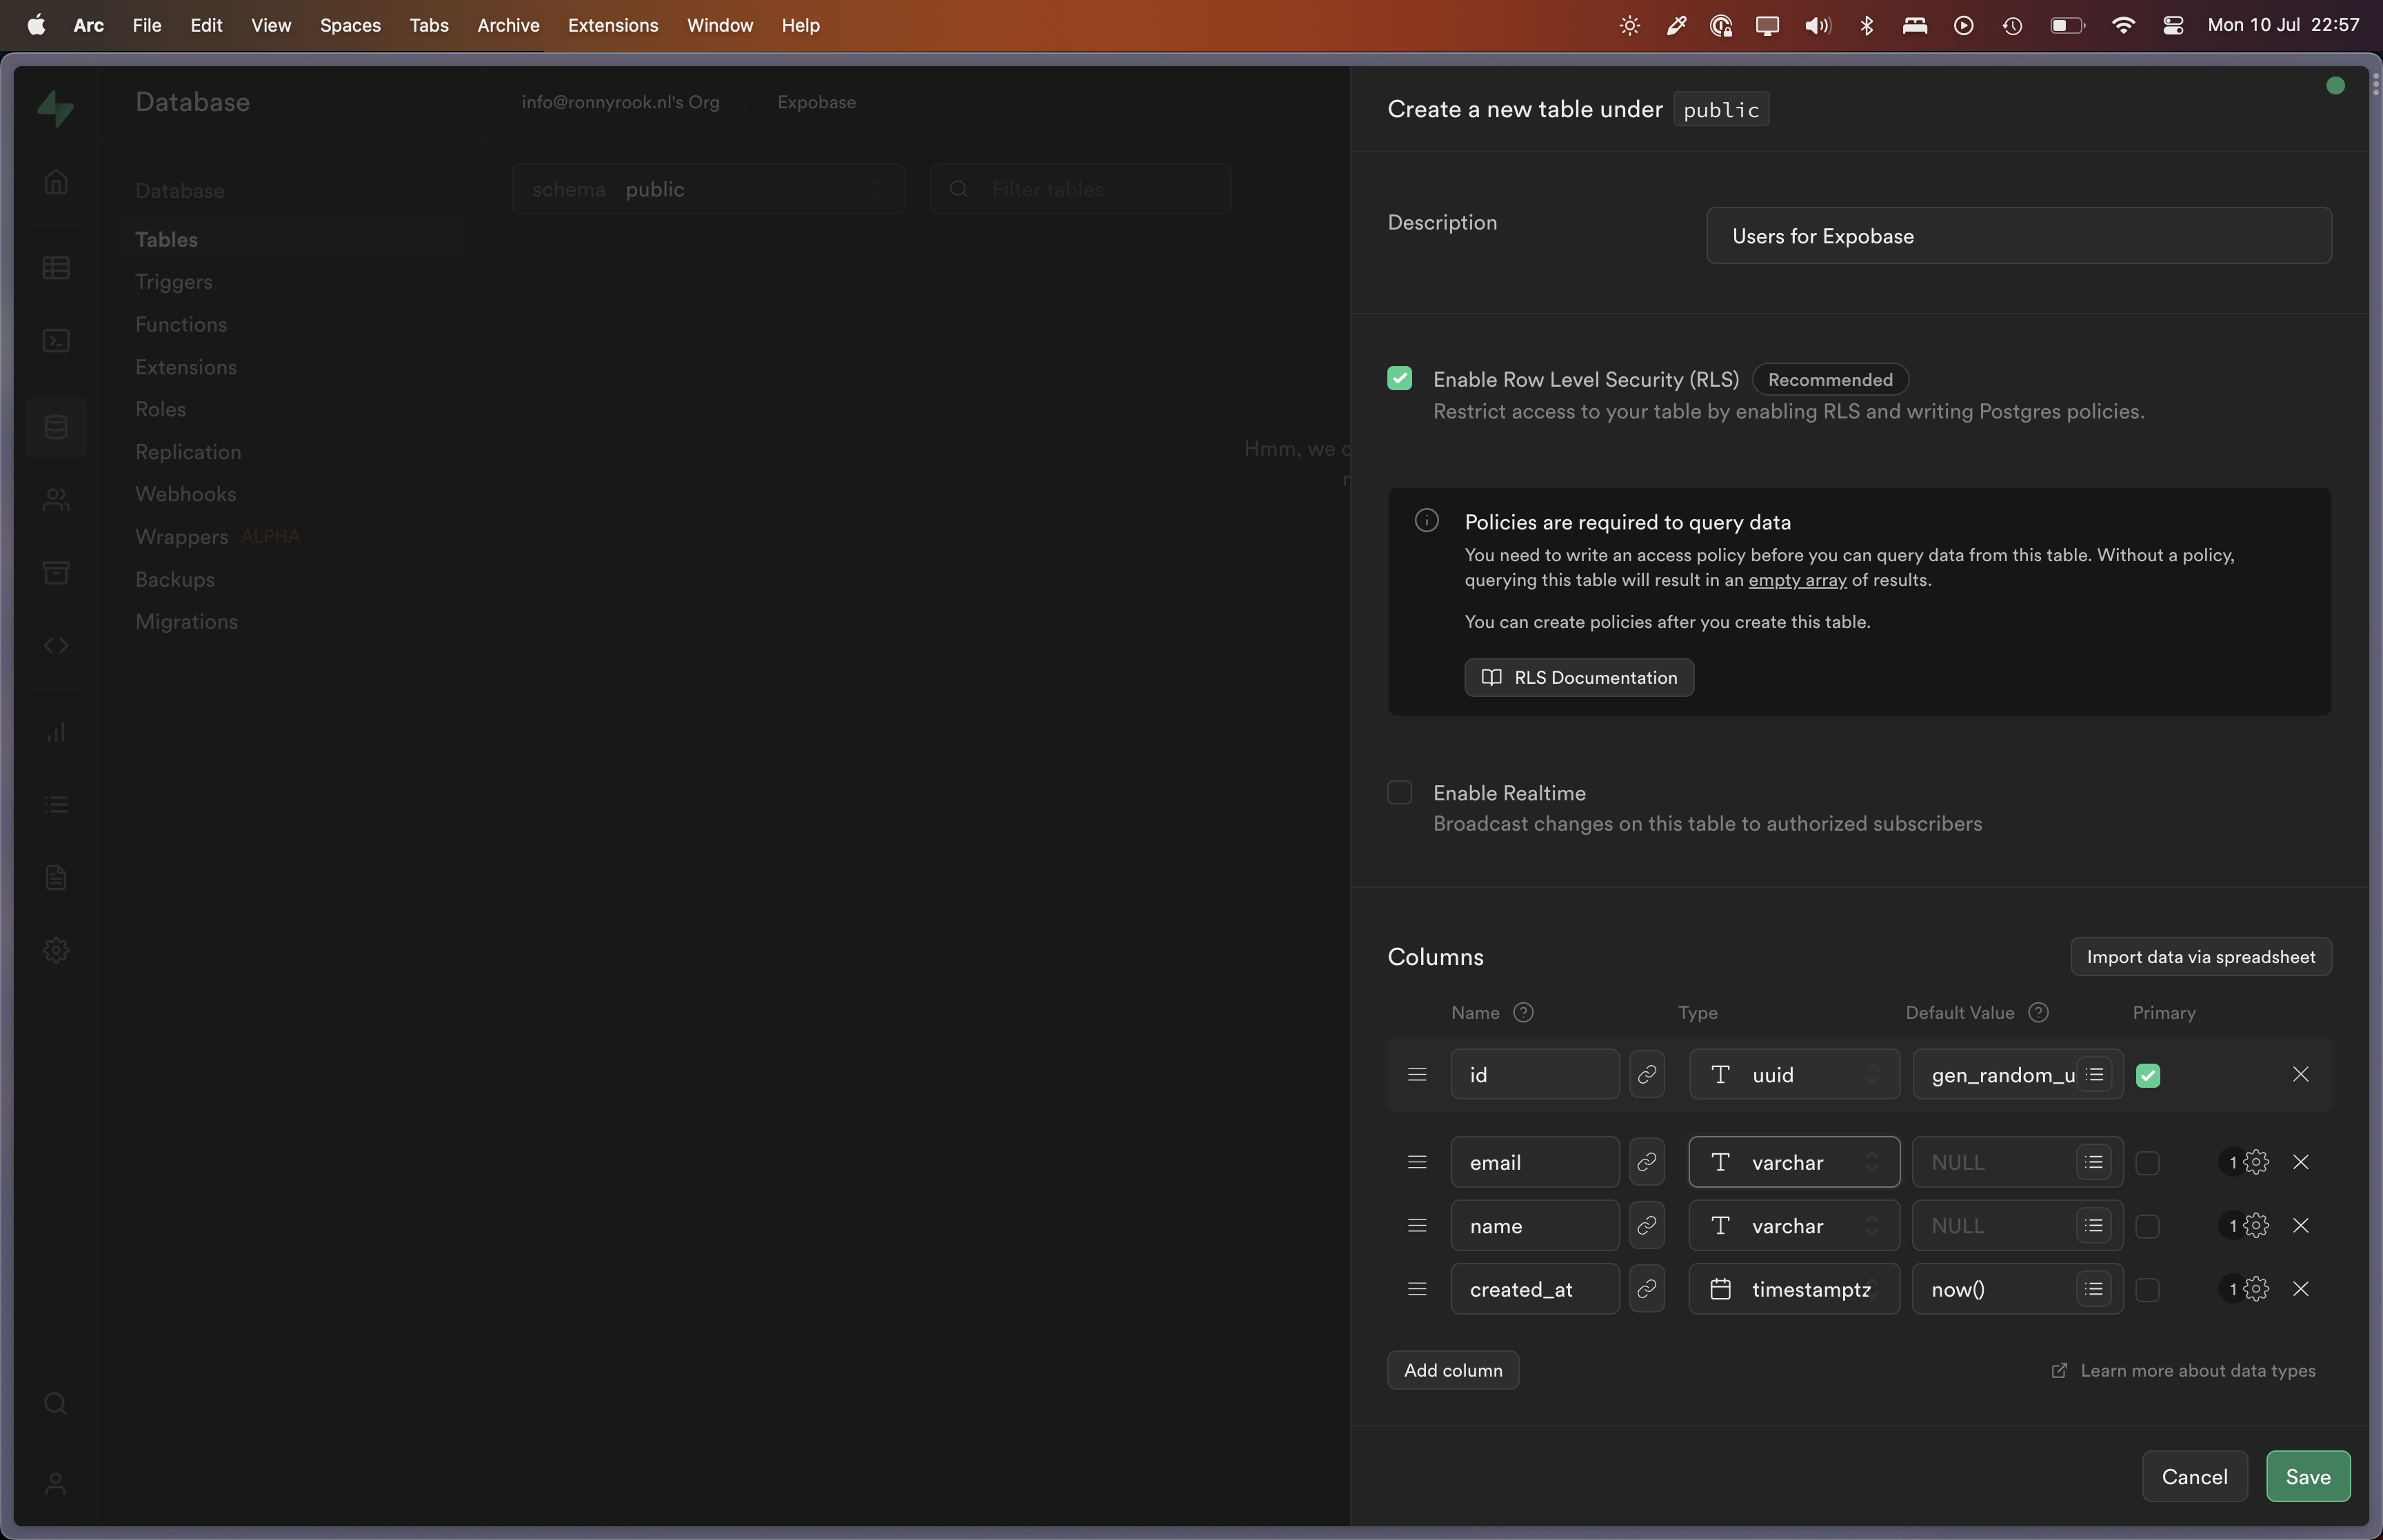 Arc File Edit View Spaces Tabs Archive Extensions Window Help Mon 10 Jul 22:57
Database
info@ronnyrook.nl's Org / Expobase
Database
Tables
Triggers
Functions
Extensions
Roles
Replication
Webhooks
Wrappers ALPHA
Backups
Migrations
schema public
Filter tables
Hmm, we
Create a new table under public
Description
Users for Expobase
Enable Row Level Security (RLS) Recommended
Restrict access to your table by enabling RLS and writing Postgres policies.
Policies are required to query data
You need to write an access policy before you can query data from this table. Without a policy,
querying this table will result in an empty array of results.
You can create policies after you create this table.
RLS Documentation
Enable Realtime
Broadcast changes on this table to authorized subscribers
Columns
Import data via spreadsheet
Name Type Default Value Primary
id uuid gen_random_u
email varchar NULL 1
name varchar NULL 1
created_at timestamptz now() 1
Add column
Learn more about data types
Cancel Save